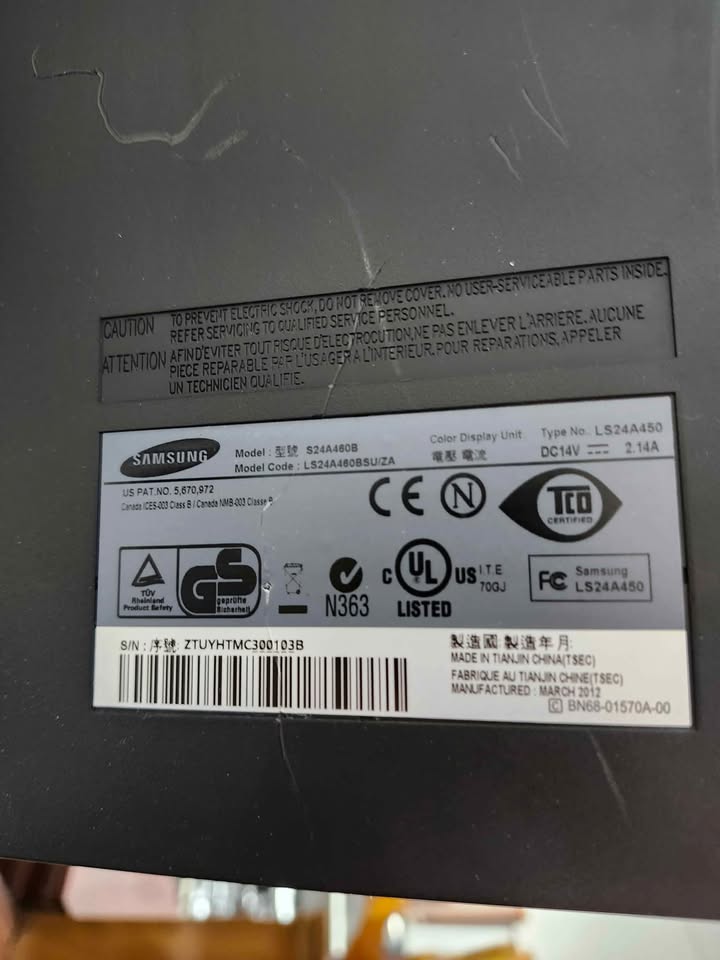 CAUTION TO PREVENT ELECTRIC SHOCK, DO NOT REMOVE COVER. NO USER-SERVICEABLE PARTS INSIDE.
REFER SERVICING TO QUALIFIED SERVICE PERSONNEL.
ATTENTION AFIN D'EVITER TOUT RISQUE D'ELECTROCUTION, NE PAS ENLEVER L'ARRIERE. AUCUNE
PIECE REPARABLE PAR L'USAGER A L'INTERIEUR. POUR REPARATIONS, APPELER
UN TECHNICIEN QUALIFIE.
SAMSUNG
Model : 型號 S24A460B
Model Code : LS24A460BSU/ZA
Color Display Unit
電壓 電流
Type No.. LS24A450
DC14V 2.14A
US PAT.NO. 5,670,972
Canada ICES-003 Class B / Canada NMB-003 Classe B
CE N TCO
CERTIFIED
TÜV
Rheinland
Product Safety
GS
geprüfte
Sicherheit
N363
C UL US
LISTED
I.T.E
70GJ
FC Samsung
LS24A450
S/N : 序號: ZTUYHTMC300103B
製造國 製造年月:
MADE IN TIANJIN CHINA(TSEC)
FABRIQUE AU TIANJIN CHINE(TSEC)
MANUFACTURED : MARCH 2012
C BN68-01570A-00